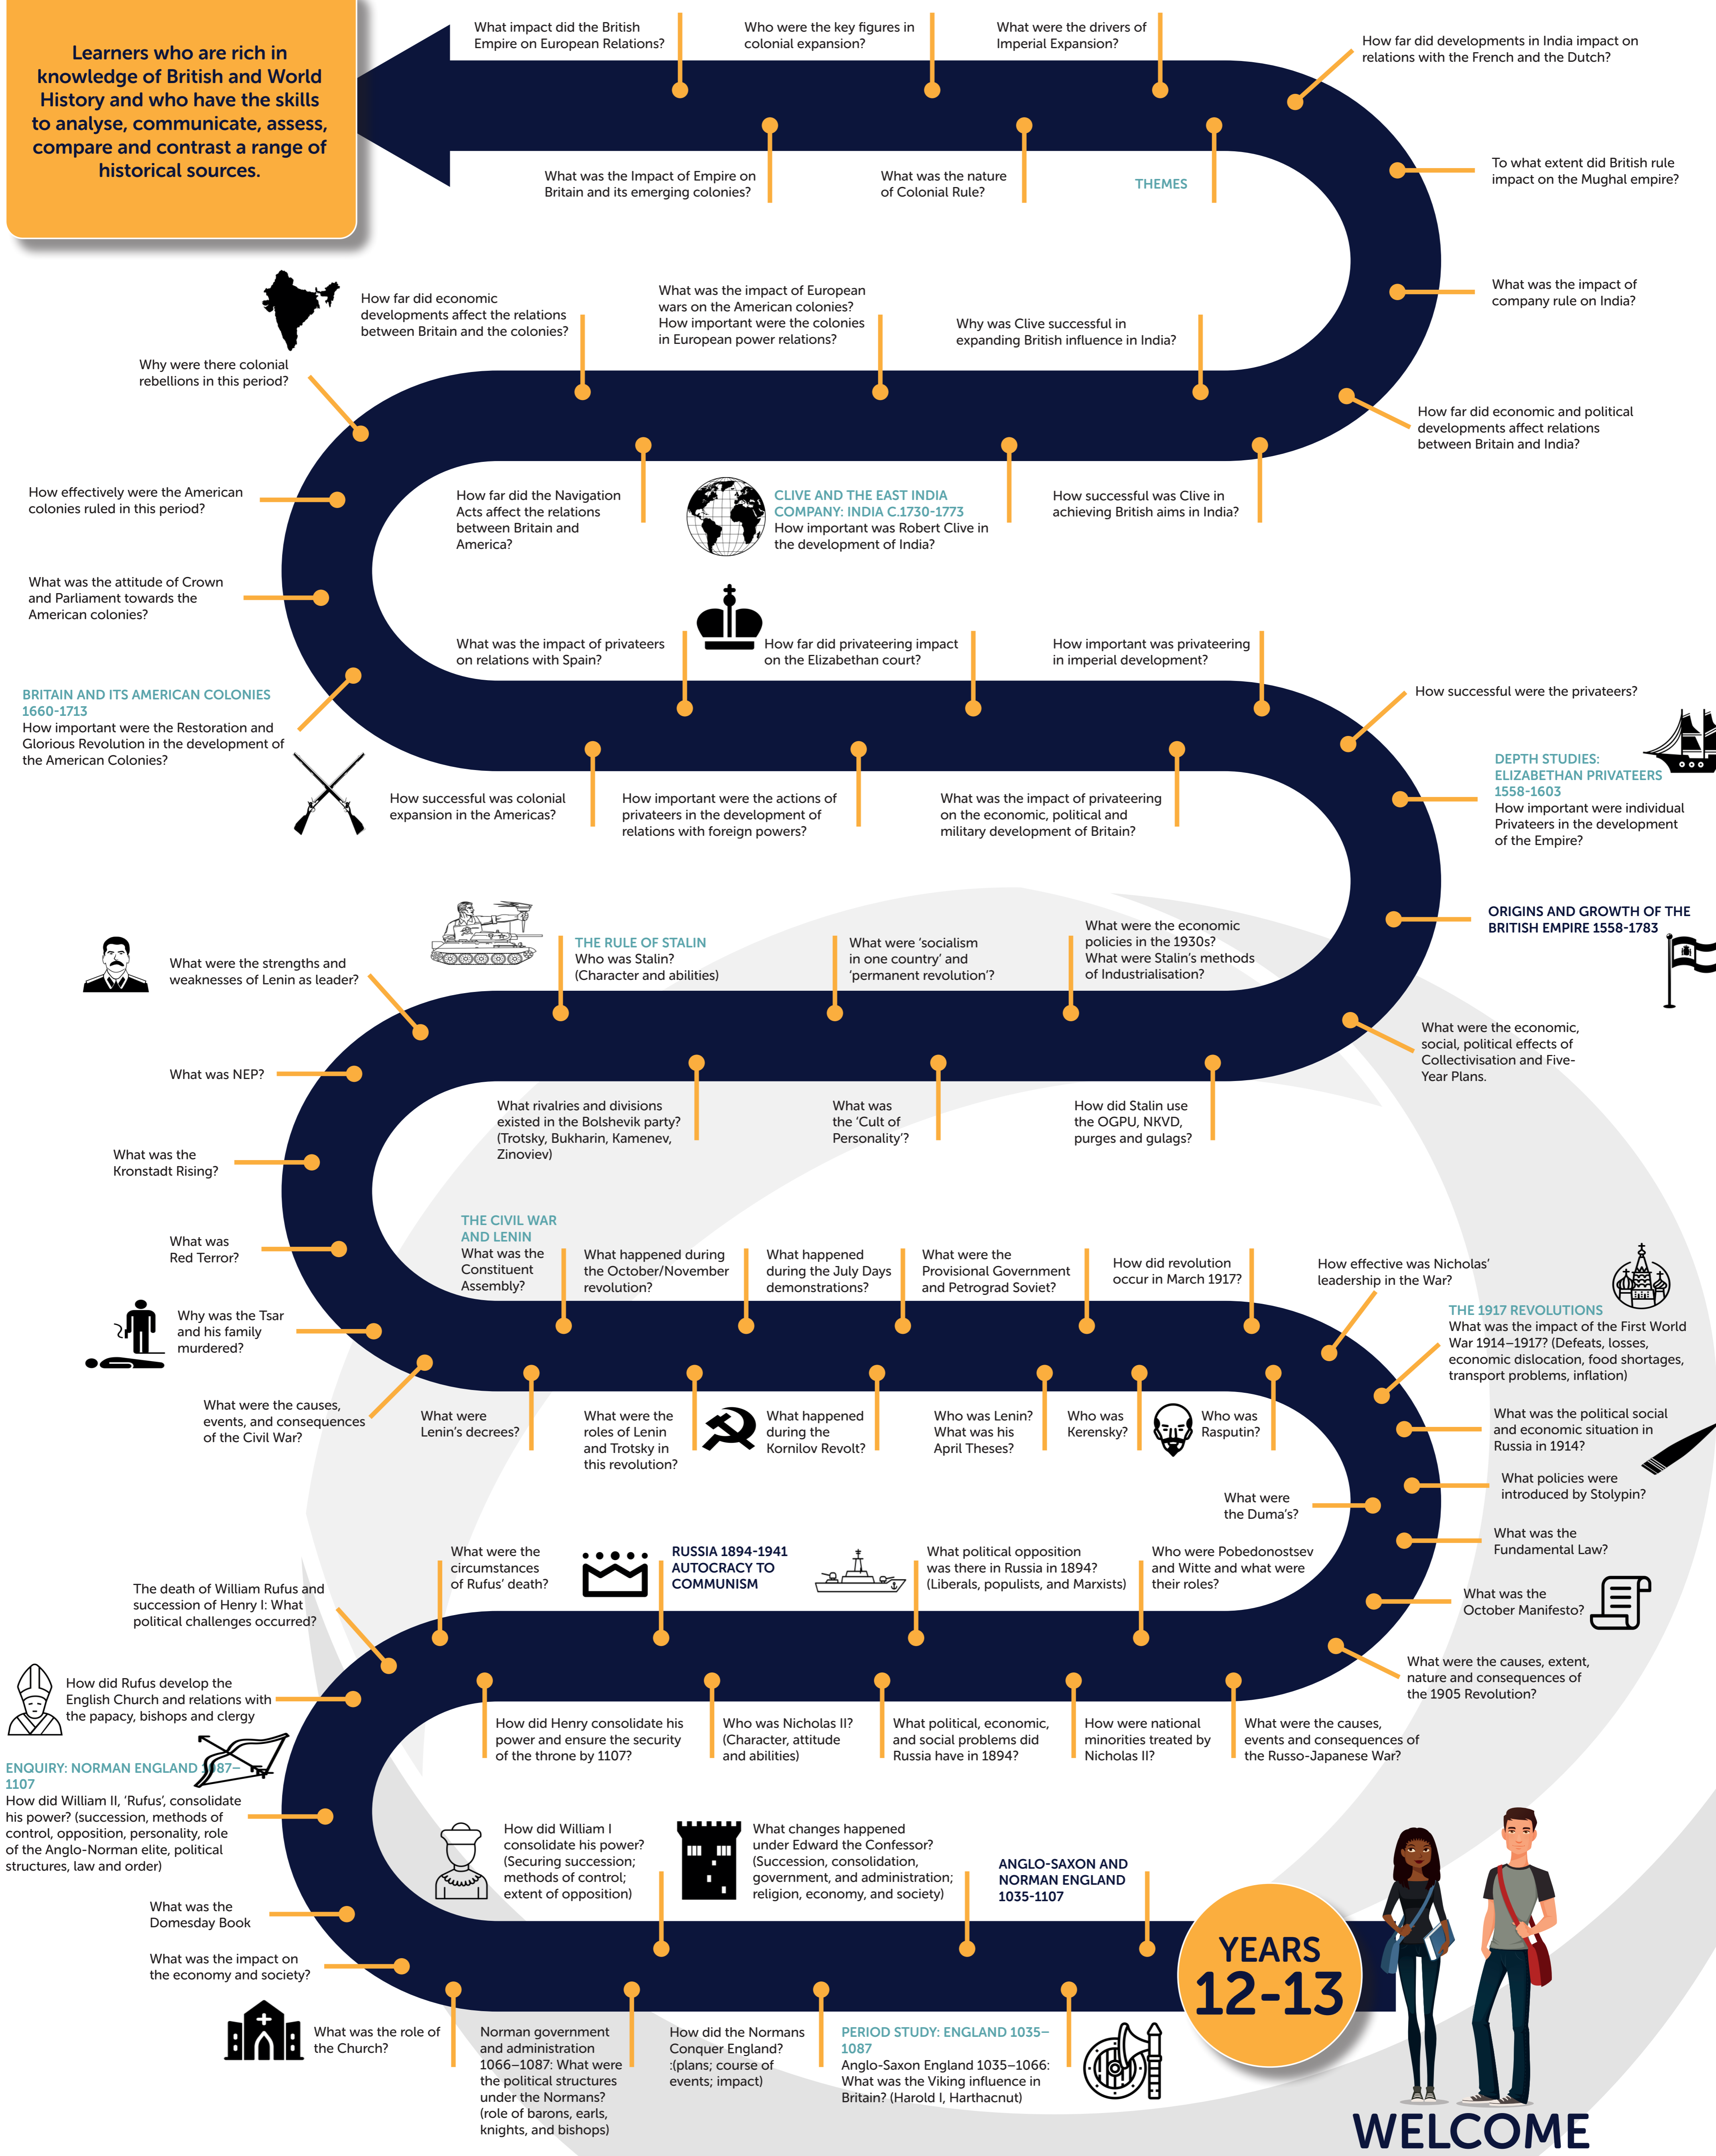 Learners who are rich in
knowledge of British and World
History and who have the skills
to analyse, communicate, assess,
compare and contrast a range of
historical sources.
What impact did the British
Empire on European Relations?
Who were the key figures in
colonial expansion?
What were the drivers of
Imperial Expansion?
How far did developments in India impact on
relations with the French and the Dutch?
What was the Impact of Empire on
Britain and its emerging colonies?
What was the nature
of Colonial Rule?
THEMES
To what extent did British rule
impact on the Mughal empire?
What was the impact of
company rule on India?
How far did economic
developments affect the relations
between Britain and the colonies?
What was the impact of European
wars on the American colonies?
How important were the colonies
in European power relations?
Why was Clive successful in
expanding British influence in India?
Why were there colonial
rebellions in this period?
How far did economic and political
developments affect relations
between Britain and India?
How effectively were the American
colonies ruled in this period?
How far did the Navigation
Acts affect the relations
between Britain and
America?
CLIVE AND THE EAST INDIA
COMPANY: INDIA C.1730-1773
How important was Robert Clive in
the development of India?
How successful was Clive in
achieving British aims in India?
What was the attitude of Crown
and Parliament towards the
American colonies?
What was the impact of privateers
on relations with Spain?
How far did privateering impact
on the Elizabethan court?
How important was privateering
in imperial development?
How successful were the privateers?
BRITAIN AND ITS AMERICAN COLONIES
1660-1713
How important were the Restoration and
Glorious Revolution in the development of
the American Colonies?
DEPTH STUDIES:
ELIZABETHAN PRIVATEERS
1558-1603
How important were individual
Privateers in the development
of the Empire?
How successful was colonial
expansion in the Americas?
How important were the actions of
privateers in the development of
relations with foreign powers?
What was the impact of privateering
on the economic, political and
military development of Britain?
ORIGINS AND GROWTH OF THE
BRITISH EMPIRE 1558-1783
What were the strengths and
weaknesses of Lenin as leader?
THE RULE OF STALIN
Who was Stalin?
(Character and abilities)
What were ‘socialism
in one country’ and
‘permanent revolution’?
What were the economic
policies in the 1930s?
What were Stalin’s methods
of Industrialisation?
What were the economic,
social, political effects of
Collectivisation and Five-
Year Plans.
What was NEP?
What rivalries and divisions
existed in the Bolshevik party?
(Trotsky, Bukharin, Kamenev,
Zinoviev)
What was
the ‘Cult of
Personality’?
How did Stalin use
the OGPU, NKVD,
purges and gulags?
What was the
Kronstadt Rising?
What was
Red Terror?
THE CIVIL WAR
AND LENIN
What was the
Constituent
Assembly?
What happened during
the October/November
revolution?
What happened
during the July Days
demonstrations?
What were the
Provisional Government
and Petrograd Soviet?
How did revolution
occur in March 1917?
How effective was Nicholas’
leadership in the War?
THE 1917 REVOLUTIONS
What was the impact of the First World
War 1914–1917? (Defeats, losses,
economic dislocation, food shortages,
transport problems, inflation)
Why was the Tsar
and his family
murdered?
What were the causes,
events, and consequences
of the Civil War?
What were
Lenin’s decrees?
What were the
roles of Lenin
and Trotsky in
this revolution?
What happened
during the
Kornilov Revolt?
Who was Lenin?
What was his
April Theses?
Who was
Kerensky?
Who was
Rasputin?
What was the political social
and economic situation in
Russia in 1914?
What policies were
introduced by Stolypin?
What were
the Duma’s?
What was the
Fundamental Law?
What was the
October Manifesto?
What were the causes, extent,
nature and consequences of
the 1905 Revolution?
The death of William Rufus and
succession of Henry I: What
political challenges occurred?
What were the
circumstances
of Rufus’ death?
RUSSIA 1894-1941
AUTOCRACY TO
COMMUNISM
What political opposition
was there in Russia in 1894?
(Liberals, populists, and Marxists)
Who were Pobedonostsev
and Witte and what were
their roles?
How did Rufus develop the
English Church and relations with
the papacy, bishops and clergy
How did Henry consolidate his
power and ensure the security
of the throne by 1107?
Who was Nicholas II?
(Character, attitude
and abilities)
What political, economic,
and social problems did
Russia have in 1894?
How were national
minorities treated by
Nicholas II?
What were the causes,
events and consequences of
the Russo-Japanese War?
ENQUIRY: NORMAN ENGLAND 1087–
1107
How did William II, ‘Rufus’, consolidate
his power? (succession, methods of
control, opposition, personality, role
of the Anglo-Norman elite, political
structures, law and order)
How did William I
consolidate his power?
(Securing succession;
methods of control;
extent of opposition)
What changes happened
under Edward the Confessor?
(Succession, consolidation,
government, and administration;
religion, economy, and society)
ANGLO-SAXON AND
NORMAN ENGLAND
1035-1107
What was the
Domesday Book
What was the impact on
the economy and society?
YEARS
12-13
What was the role of
the Church?
Norman government
and administration
1066–1087: What were
the political structures
under the Normans?
(role of barons, earls,
knights, and bishops)
How did the Normans
Conquer England?
:(plans; course of
events; impact)
PERIOD STUDY: ENGLAND 1035–
1087
Anglo-Saxon England 1035–1066:
What was the Viking influence in
Britain? (Harold I, Harthacnut)
WELCOME